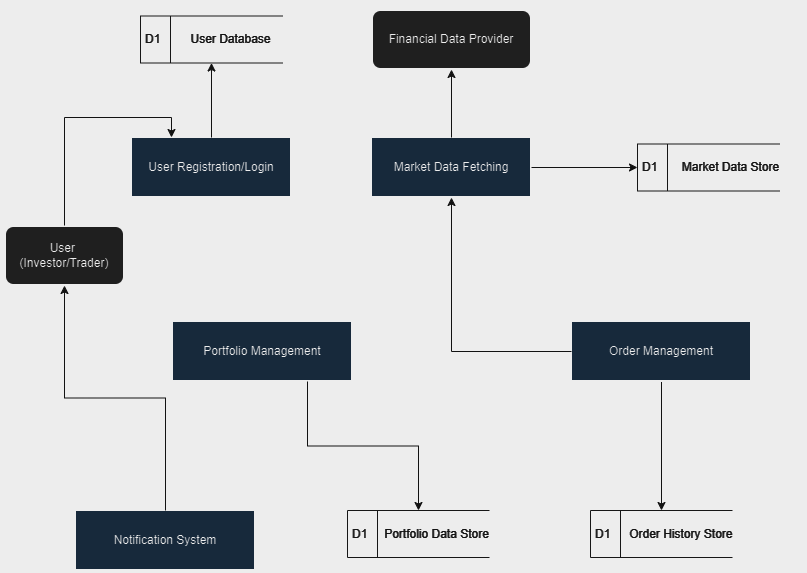 D1
User Database
Financial Data Provider
User Registration/Login
Market Data Fetching
D1
Market Data Store
User
(Investor/Trader)
Portfolio Management
Order Management
Notification System
D1
Portfolio Data Store
D1
Order History Store